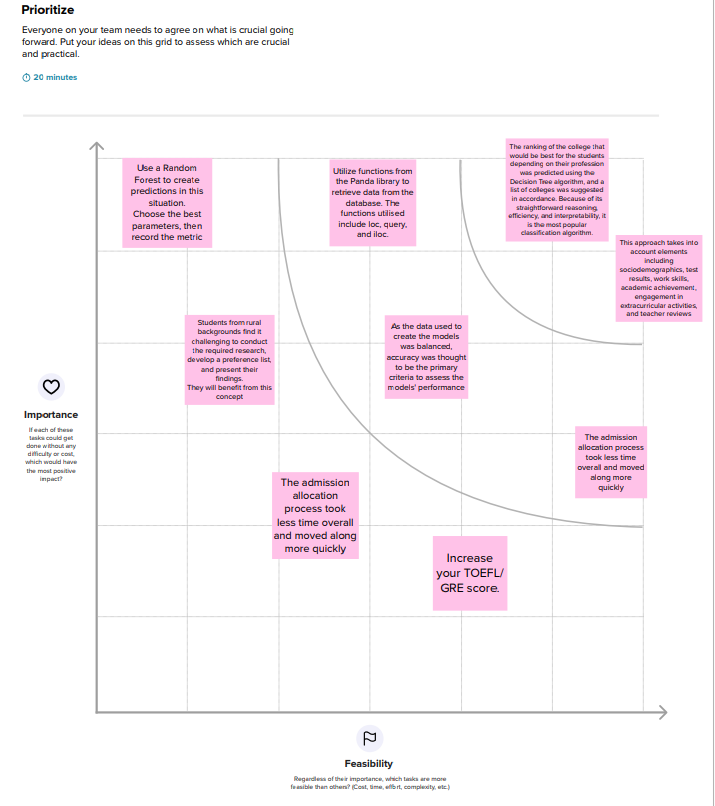 Prioritize
Everyone on your team needs to agree on what is crucial going
forward. Put your ideas on this grid to assess which are crucial
and practical.
20 minutes
Use a Random
Forest to create
predictions in this
situation.
Choose the best
parameters, then
record the metric
Utilize functions from
the Panda library to
retrieve data from the
database. The
functions utilised
include loc, query,
and iloc.
The ranking of the college that
would be best for the students
depending on their profession
was predicted using the
Decision Tree algorithm, and a
list of colleges was suggested
in accordance. Because of its
straightforward reasoning,
efficiency, and interpretability, it
is the most popular
classification algorithm.
This approach takes into
account elements
including
sociodemographics, test
results, work skills,
academic achievement,
engagement in
extracurricular activities,
and teacher reviews
Students from rural
backgrounds find it
challenging to conduct
the required research,
develop a preference list,
and present their
findings.
They will benefit from this
concept
As the data used to
create the models
was balanced,
accuracy was thought
to be the primary
criteria to assess the
models' performance
Importance
If each of these
tasks could get
done without any
difficulty or cost,
which would have
the most positive
impact?
The admission
allocation process
took less time
overall and moved
along more
quickly
The admission
allocation
process took
less time overall
and moved along
more quickly
Increase
your TOEFL/
GRE score.
Feasibility
Regardless of their importance, which tasks are more
feasible than others? (Cost, time, effort, complexity, etc.)